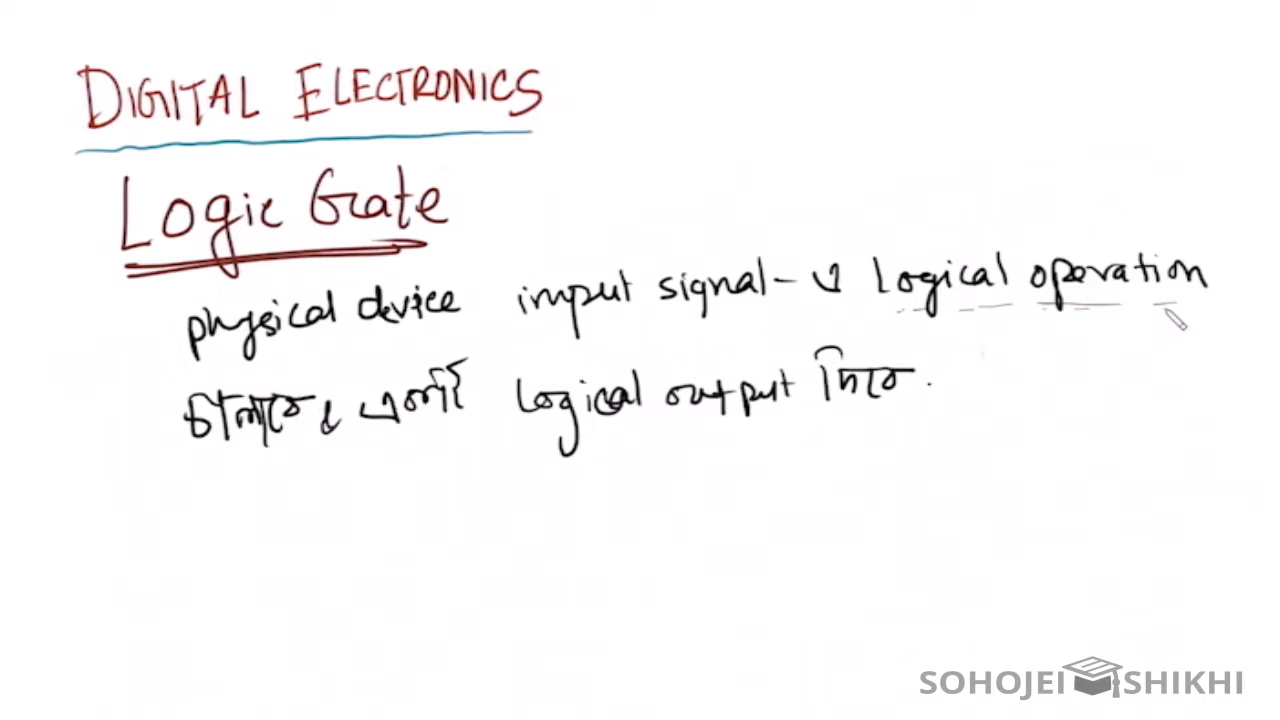 DIGITAL ELECTRONICS
Logic Gate
physical device input signal-এ Logical operation
চালাবে, একটা Logical output দিবে.
SOHOJEI SHIKHI